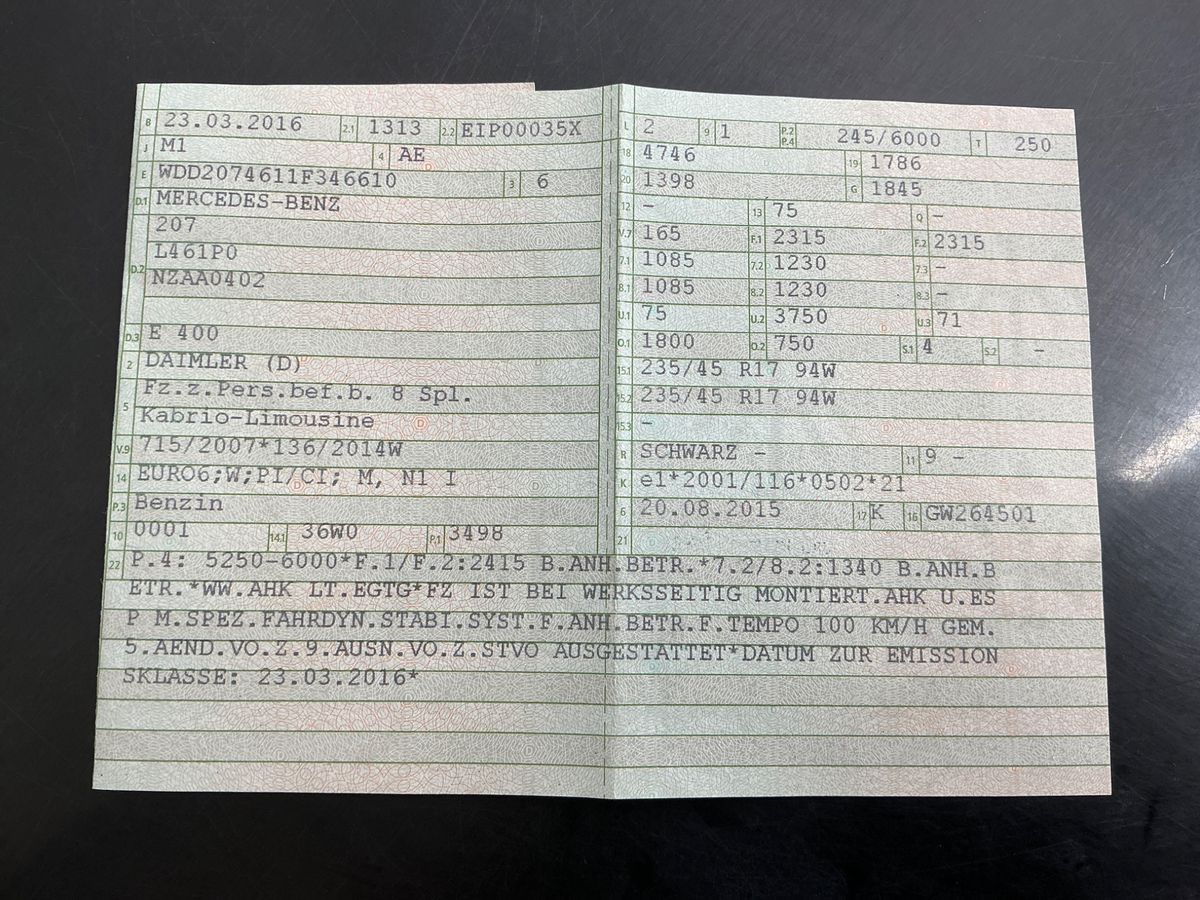 B 23.03.2016 2.1 1313 2.2 EIP00035X
J M1 4 AE
E WDD2074611F346610 3 6
D.1 MERCEDES-BENZ
207
D.2 L461P0
NZAA0402
D.3 E 400
2 DAIMLER (D)
5 Fz.z.Pers.bef.b. 8 Spl.
Kabrio-Limousine
V.9 715/2007*136/2014W
14 EURO6;W;PI/CI; M, N1 I
P.3 Benzin
10 0001 14.1 36W0 P.1 3498
L 2 9 1 P.2 P.4 245/6000 T 250
18 4746 19 1786
20 1398 G 1845
12 - 13 75 Q -
V.7 165 F.1 2315 F.2 2315
7.1 1085 7.2 1230 7.3 -
8.1 1085 8.2 1230 8.3 -
U.1 75 U.2 3750 U.3 71
O.1 1800 O.2 750 S.1 4 S.2 -
15.1 235/45 R17 94W
15.2 235/45 R17 94W
15.3 -
R SCHWARZ - 11 9 -
K e1*2001/116*0502*21
6 20.08.2015 17 K 16 GW264501
21
22 P.4: 5250-6000*F.1/F.2:2415 B.ANH.BETR.*7.2/8.2:1340 B.ANH.B
ETR.*WW.AHK LT.EGTG*FZ IST BEI WERKSSEITIG MONTIERT.AHK U.ES
P M.SPEZ.FAHRDYN.STABI.SYST.F.ANH.BETR.F.TEMPO 100 KM/H GEM.
5.AEND.VO.Z.9.AUSN.VO.Z.STVO AUSGESTATTET*DATUM ZUR EMISSION
SKLASSE: 23.03.2016*